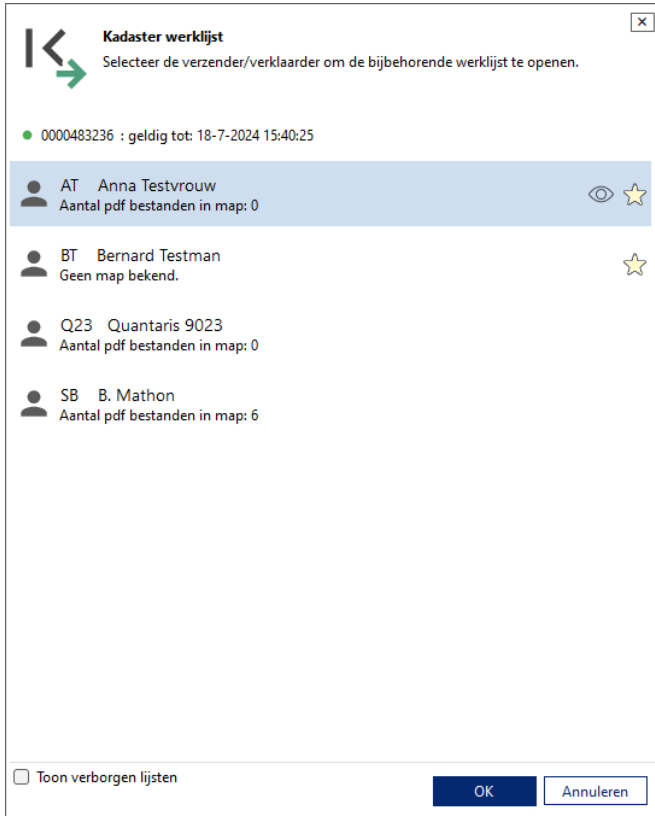 Kadaster werklijst
Selecteer de verzender/verklaarder om de bijbehorende werklijst te openen.
0000483236 : geldig tot: 18-7-2024 15:40:25
AT Anna Testvrouw
Aantal pdf bestanden in map: 0
BT Bernard Testman
Geen map bekend.
Q23 Quantaris 9023
Aantal pdf bestanden in map: 0
SB B. Mathon
Aantal pdf bestanden in map: 6
Toon verborgen lijsten
OK Annuleren